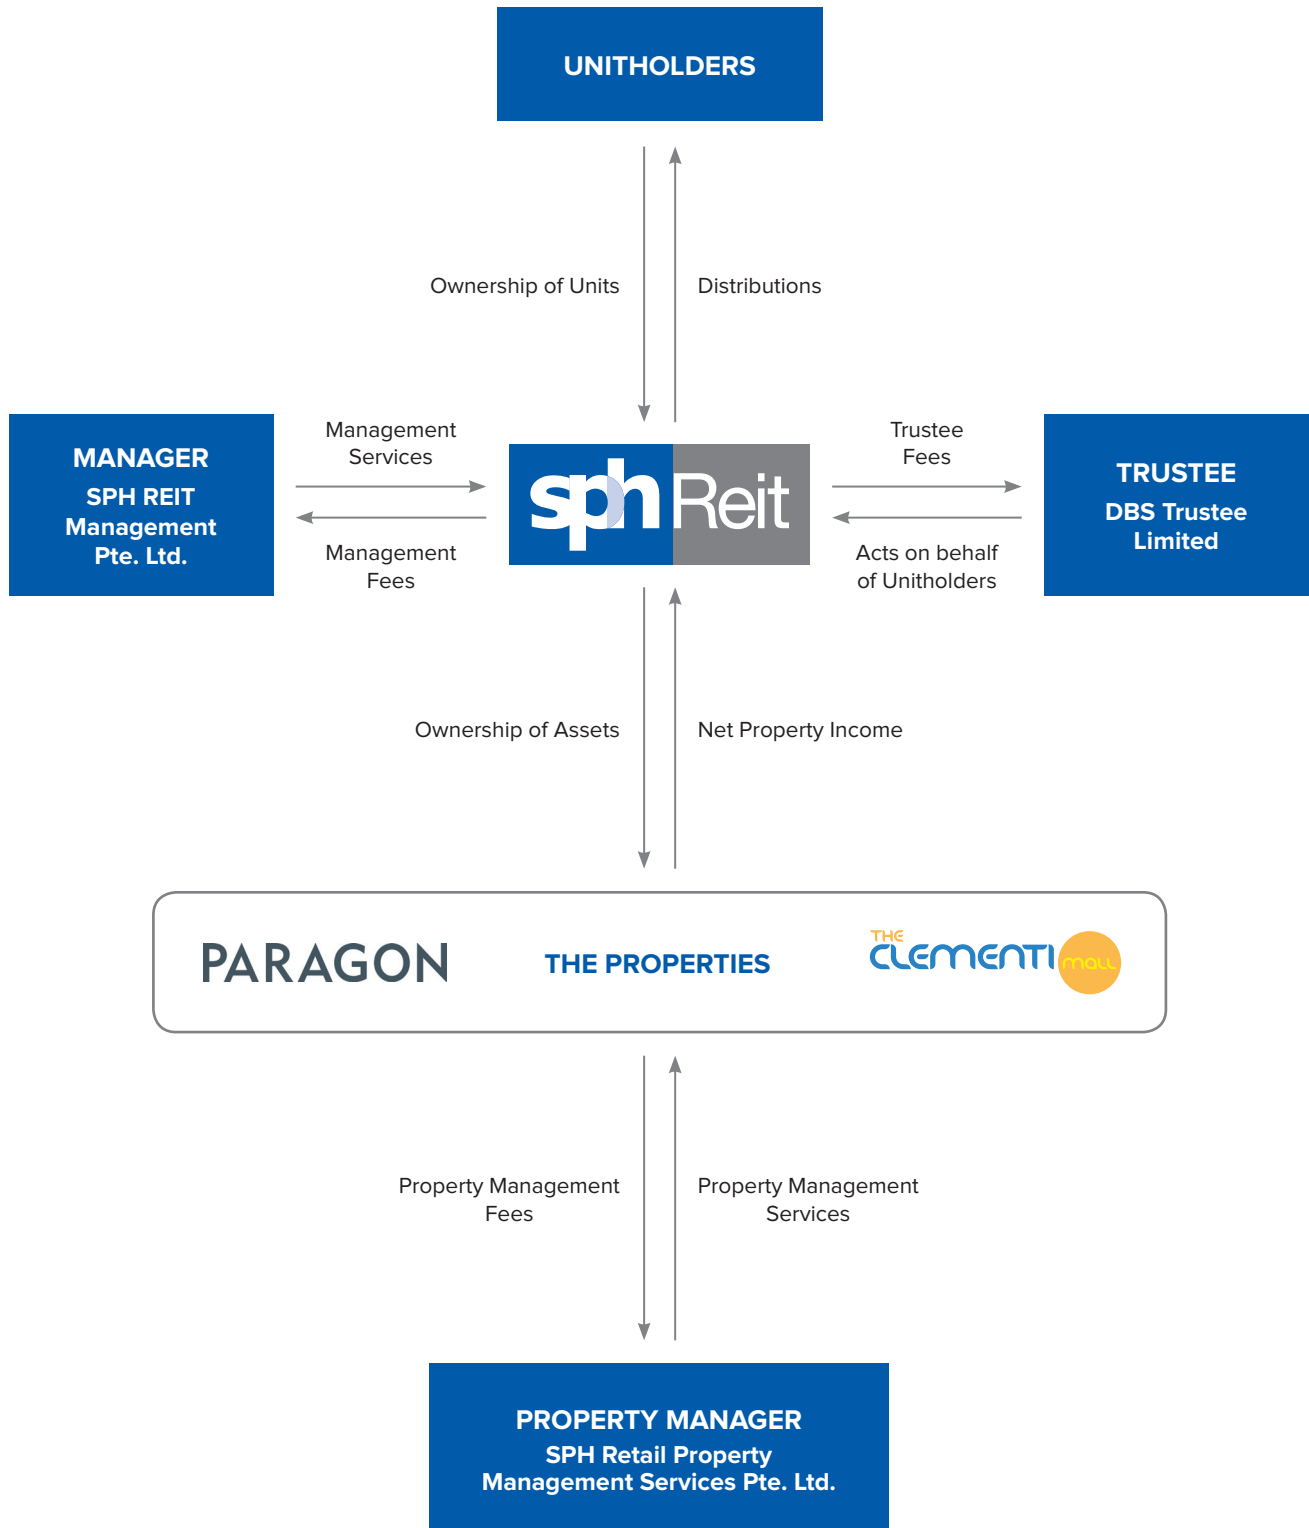 UNITHOLDERS
Ownership of Units
Distributions
MANAGER
SPH REIT
Management
Pte. Ltd.
Management
Services
Management
Fees
sph Reit
Trustee
Fees
Acts on behalf
of Unitholders
TRUSTEE
DBS Trustee
Limited
Ownership of Assets
Net Property Income
PARAGON
THE PROPERTIES
THE
CLEMENTI
mall
Property Management
Fees
Property Management
Services
PROPERTY MANAGER
SPH Retail Property
Management Services Pte. Ltd.